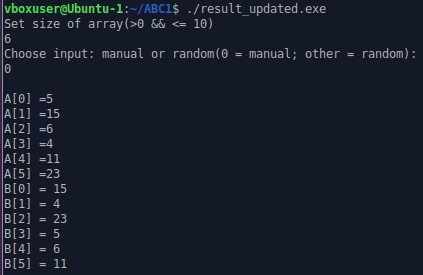 vboxuser@Ubuntu-1:~/ABC1$ ./result_updated.exe
Set size of array(>0 && <= 10)
6
Choose input: manual or random(0 = manual; other = random):
0
A[0] =5
A[1] =15
A[2] =6
A[3] =4
A[4] =11
A[5] =23
B[0] = 15
B[1] = 4
B[2] = 23
B[3] = 5
B[4] = 6
B[5] = 11